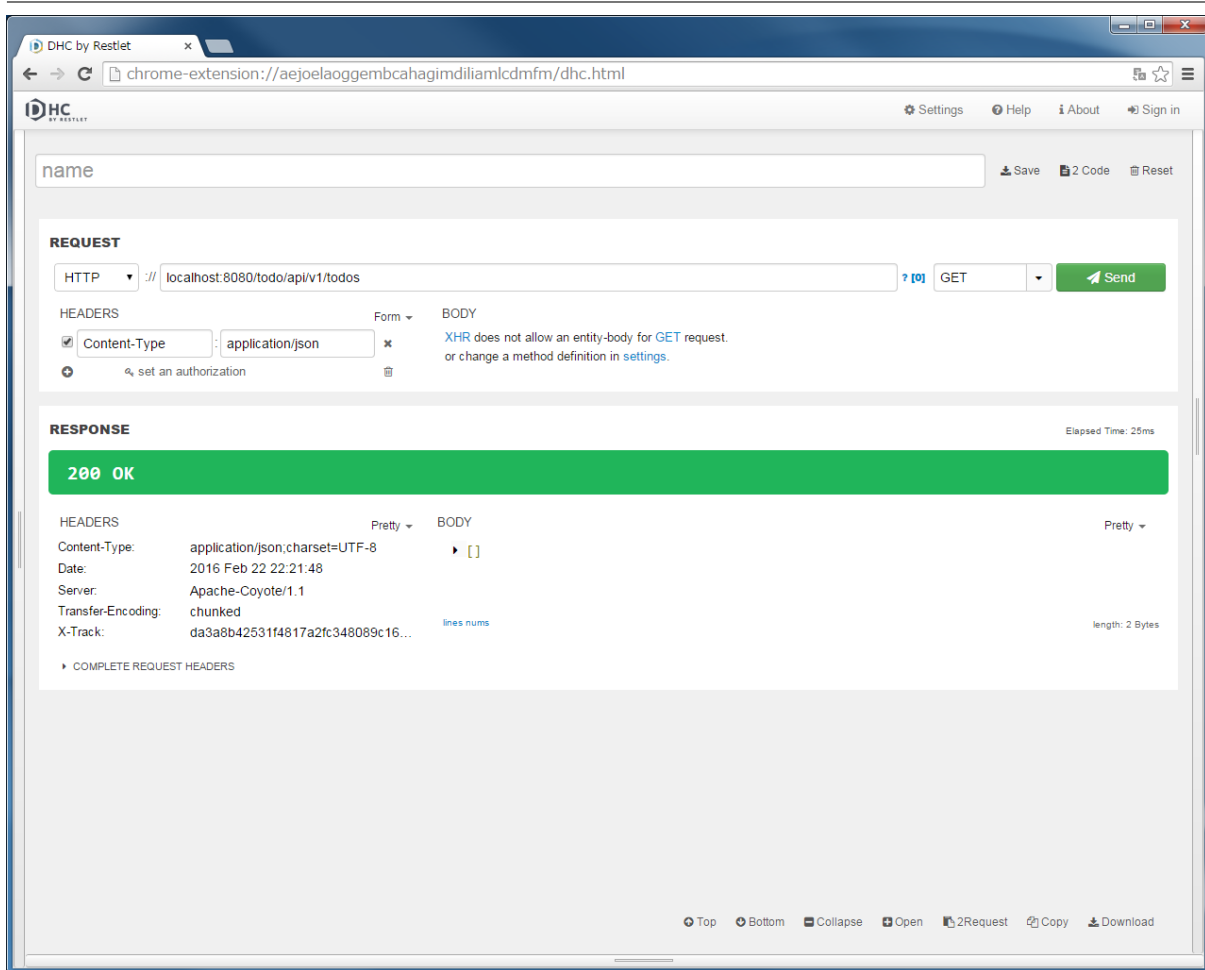 DHC by Restlet
chrome-extension://aejoelaoggembcahagimdiliamlcdmfm/dhc.html
DHC BY RESTLET Settings Help About Sign in
name Save 2 Code Reset
REQUEST
HTTP :// localhost:8080/todo/api/v1/todos ? [0] GET Send
HEADERS Form BODY
Content-Type : application/json XHR does not allow an entity-body for GET request.
or change a method definition in settings.
set an authorization
RESPONSE Elapsed Time: 25ms
200 OK
HEADERS Pretty BODY Pretty
Content-Type: application/json;charset=UTF-8 []
Date: 2016 Feb 22 22:21:48
Server: Apache-Coyote/1.1
Transfer-Encoding: chunked
lines nums length: 2 Bytes
X-Track: da3a8b42531f4817a2fc348089c16...
COMPLETE REQUEST HEADERS
Top Bottom Collapse Open 2Request Copy Download